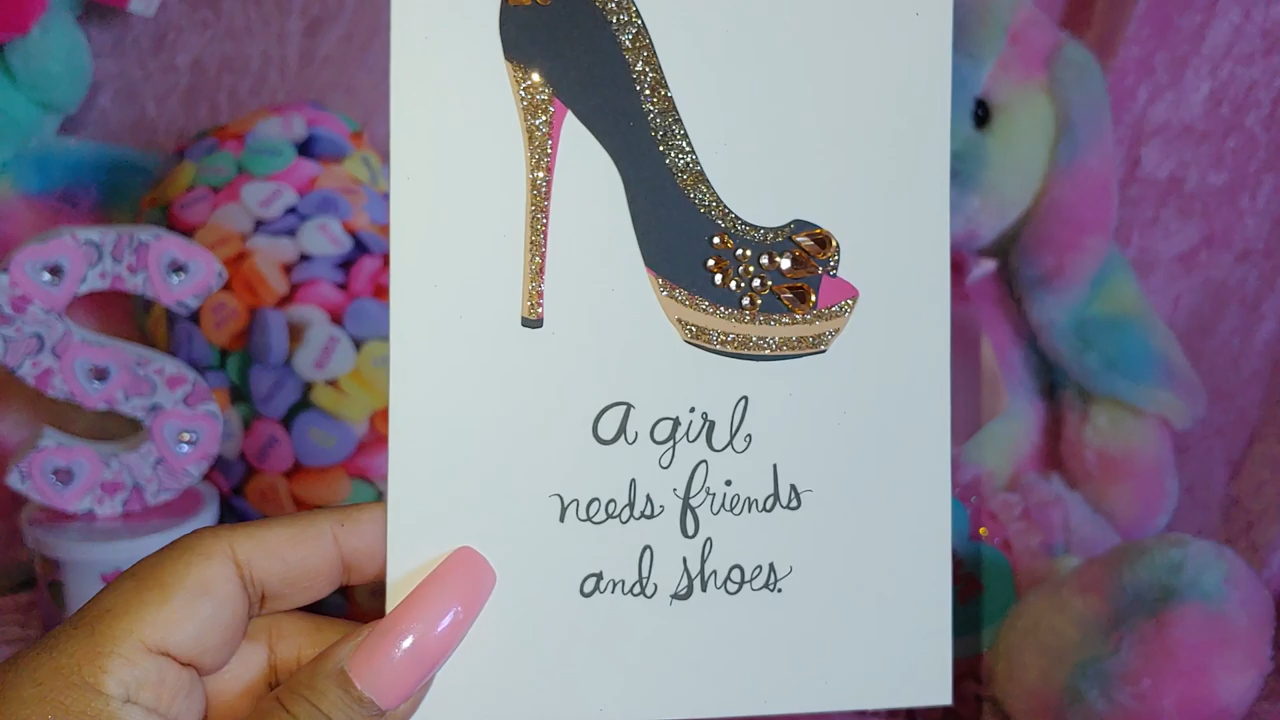 A girl
needs friends
and shoes.